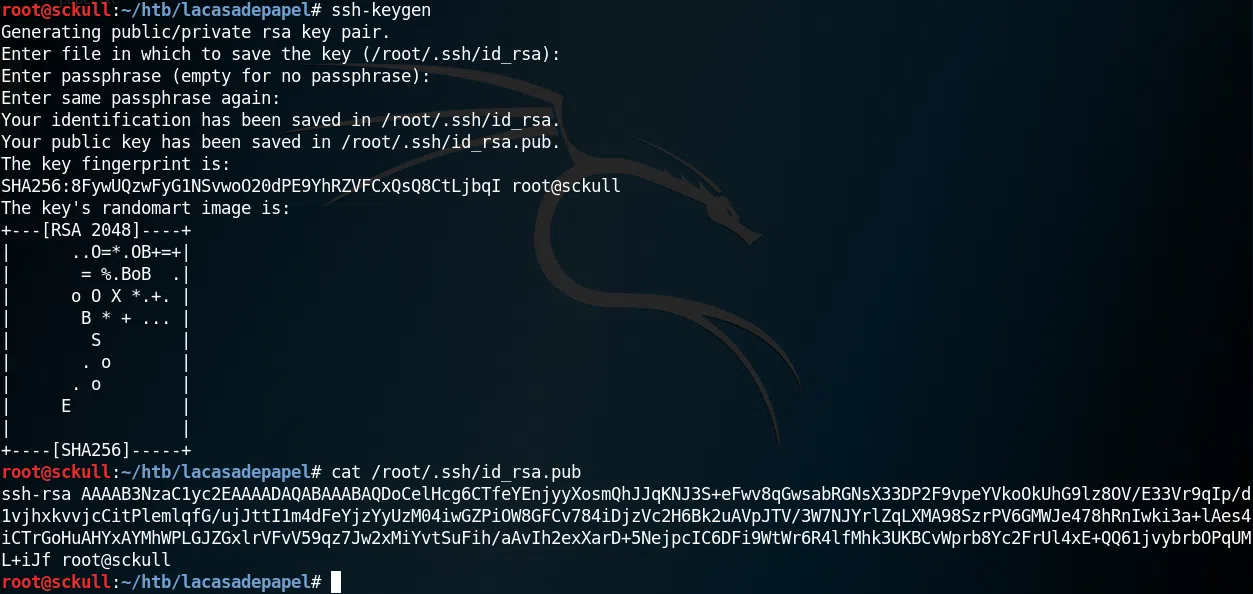 root@sckull:~/htb/lacasadepapel# ssh-keygen
Generating public/private rsa key pair.
Enter file in which to save the key (/root/.ssh/id_rsa):
Enter passphrase (empty for no passphrase):
Enter same passphrase again:
Your identification has been saved in /root/.ssh/id_rsa.
Your public key has been saved in /root/.ssh/id_rsa.pub.
The key fingerprint is:
SHA256:8FywUQzwFyG1NSvwoO20dPE9YhRZVFCxQsQ8CtLjbqI root@sckull
The key's randomart image is:
+---[RSA 2048]----+
|      ..O=*.OB+=+|
|       = %.BoB  .|
|      o O X *.+. |
|       B * + ... |
|        S        |
|       . o       |
|      . o        |
|     E           |
|                 |
+----[SHA256]-----+
root@sckull:~/htb/lacasadepapel# cat /root/.ssh/id_rsa.pub
ssh-rsa AAAAB3NzaC1yc2EAAAADAQABAAABAQDoCelHcg6CTfeYEnjyyXosmQhJJqKNJ3S+eFwv8qGwsabRGNsX33DP2F9vpeYVkoOkUhG9lz8OV/E33Vr9qIp/d
1vjhxkvvjcCitPlemlqfG/ujJttI1m4dFeYjzYyUzM04iwGZPiOW8GFCv784iDjzVc2H6Bk2uAVpJTV/3W7NJYrlZqLXMA98SzrPV6GMWJe478hRnIwki3a+lAes4
iCTrGoHuAHYxAYMhWPLGJZGxlrVFvV59qz7Jw2xMiYvtSuFih/aAvIh2exXarD+5NejpcIC6DFi9WtWr6R4lfMhk3UKBCvWprb8Yc2FrUl4xE+QQ61jvybrbOPqUM
L+iJf root@sckull
root@sckull:~/htb/lacasadepapel#